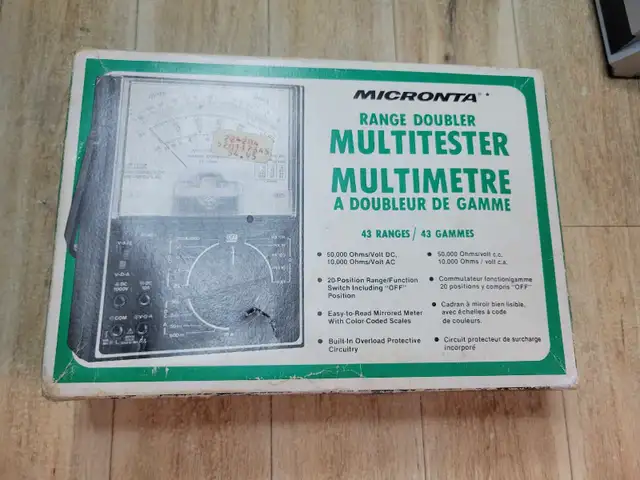 MICRONTA
RANGE DOUBLER
MULTITESTER
MULTIMETRE
A DOUBLEUR DE GAMME
43 RANGES / 43 GAMMES
• 50,000 Ohms/Volt DC,
10,000 Ohms/Volt AC
• 20-Position Range/Function
Switch Including "OFF"
Position
• Easy-to-Read Mirrored Meter
With Color-Coded Scales
• Built-In Overload Protective
Circuitry
• 50,000 Ohms/volt c.c.
10,000 Ohms / volt c.a.
• Commutateur fonction/gamme
20 positions y compris "OFF"
• Cadran à miroir bien lisible,
avec échelles à code
de couleurs.
• Circuit protecteur de surcharge
incorporé